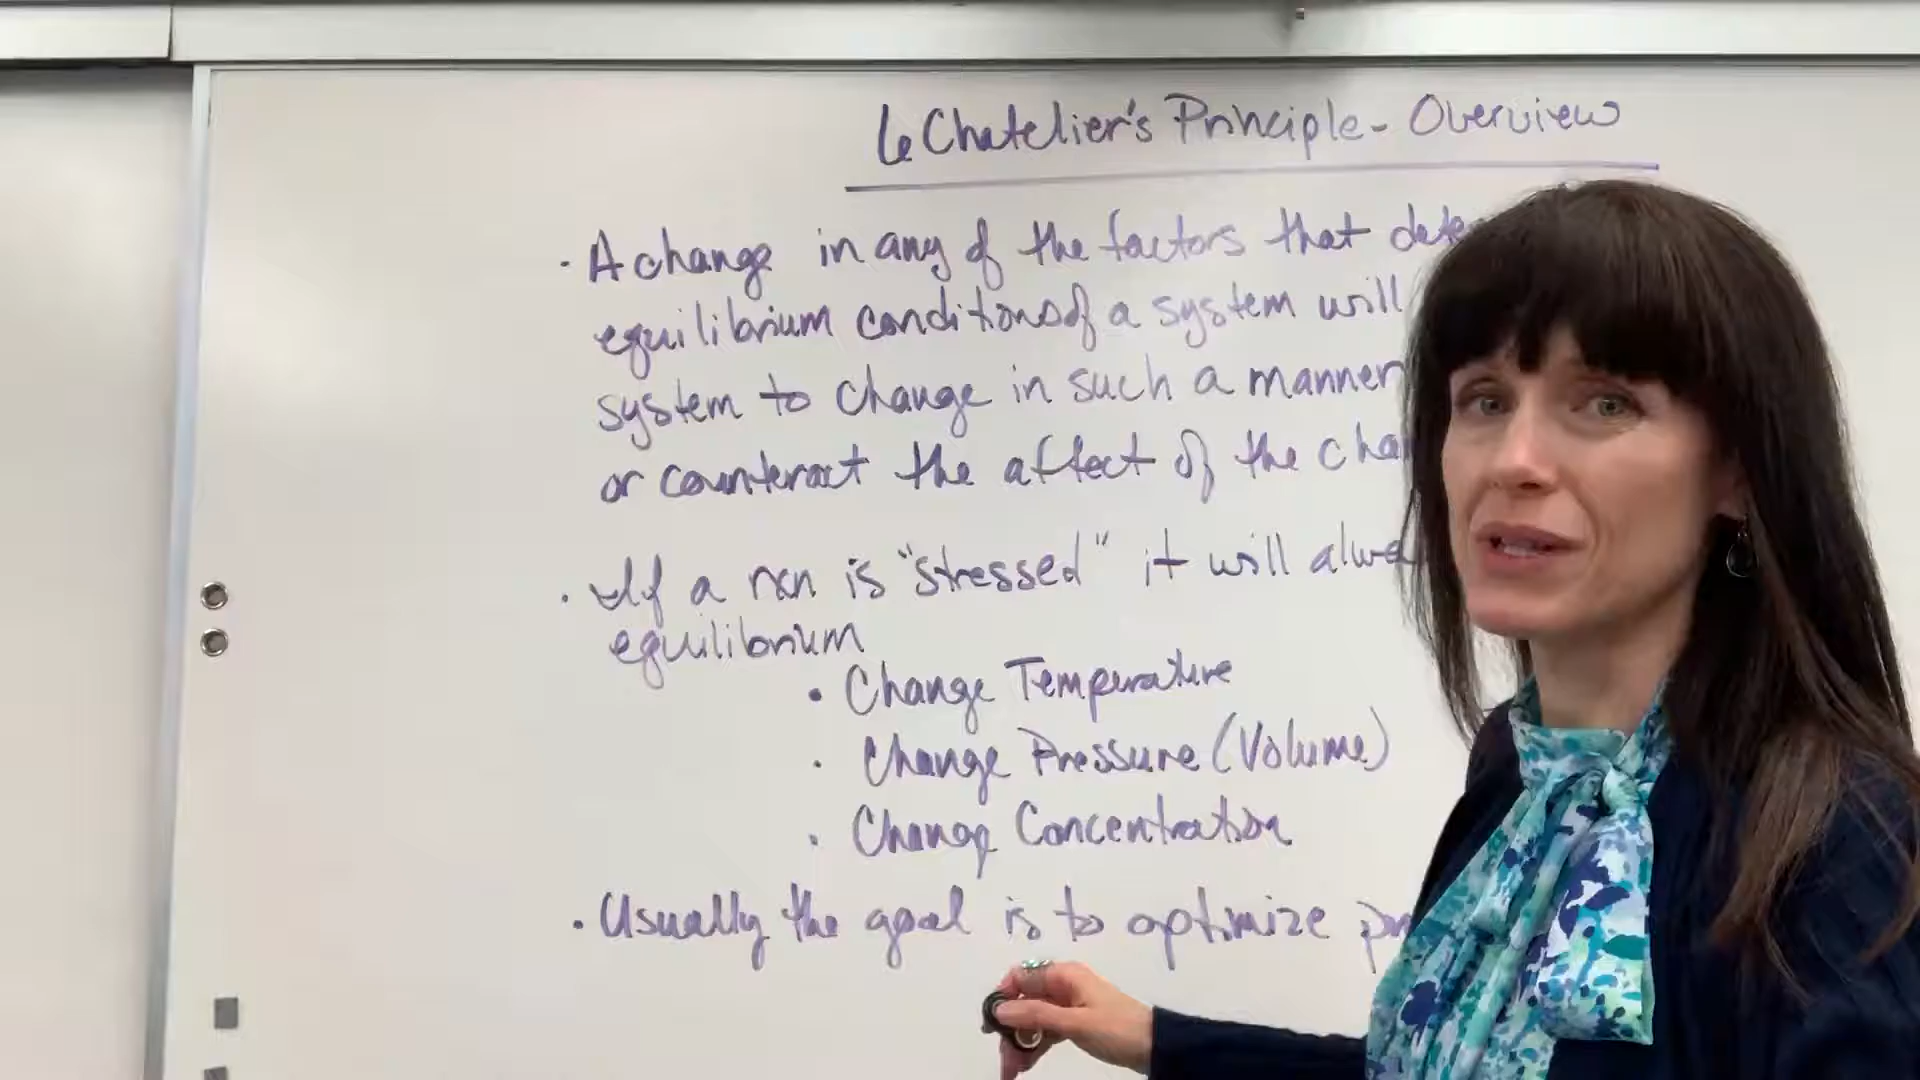 Le Chatelier's Principle - Overview
• A change in any of the factors that dete
equilibrium conditions of a system will
system to change in such a manner
or counteract the affect of the cha
• If a rxn is "stressed" it will alwa
equilibrium
• Change Temperature
• Change Pressure (Volume)
• Change Concentration
• Usually the goal is to optimize